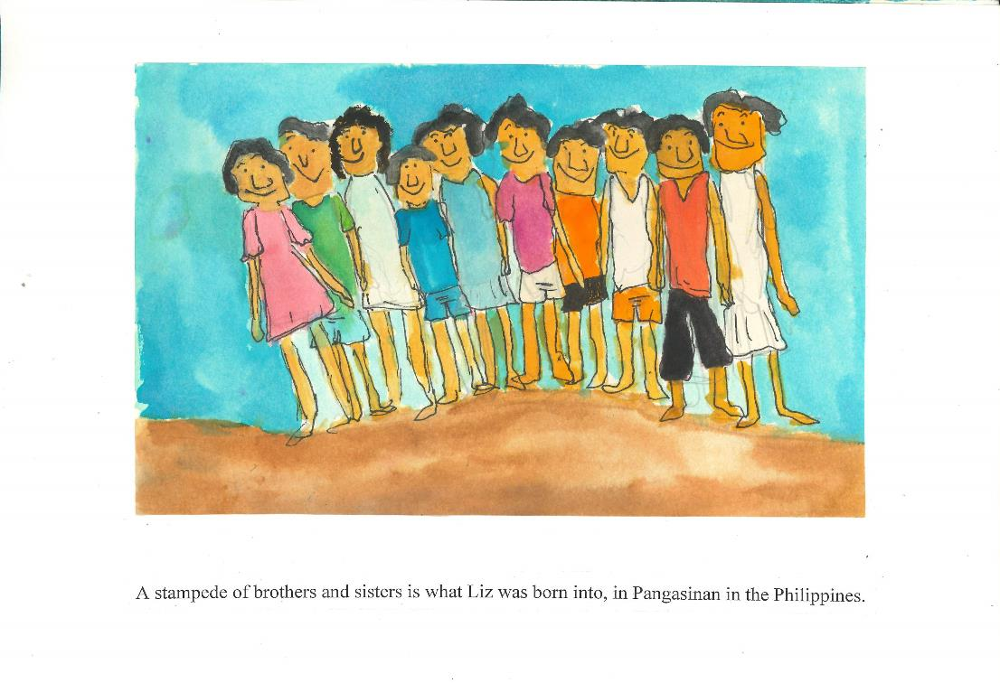 A stampede of brothers and sisters is what Liz was born into, in Pangasinan in the Philippines.